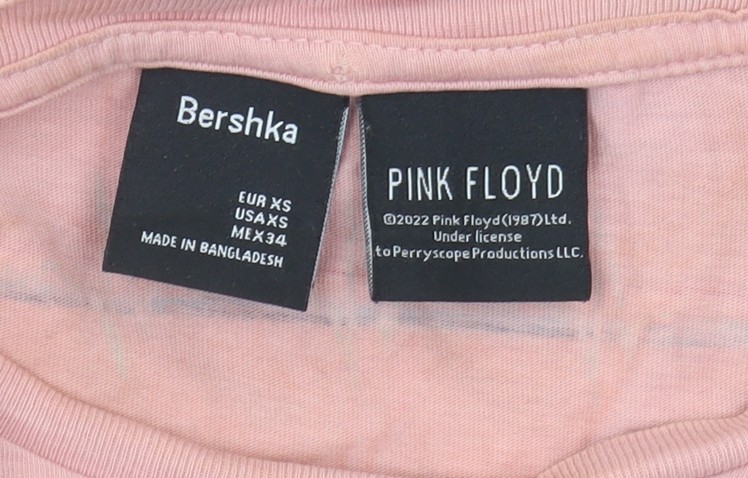 Bershka
EUR XS
USA XS
MEX 34
MADE IN BANGLADESH
PINK FLOYD
©2022 Pink Floyd (1987) Ltd.
Under license
to Perryscope Productions LLC.